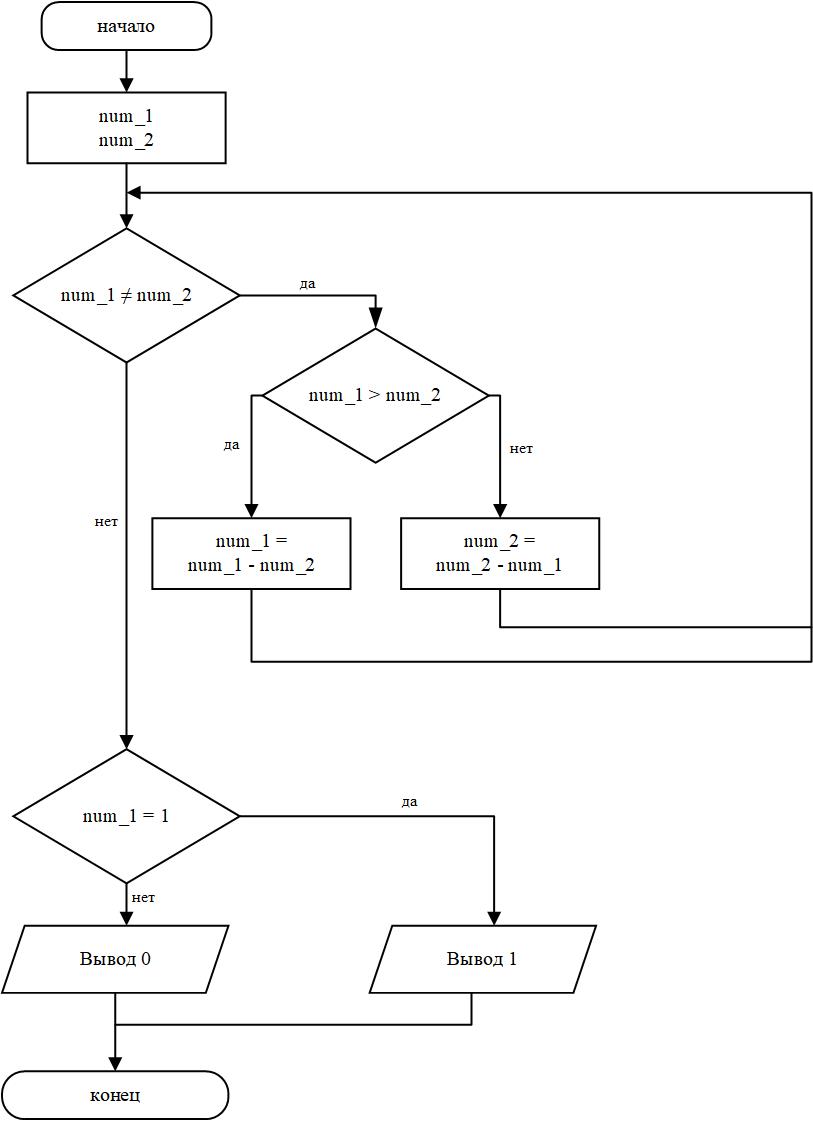 начало
num_1
num_2
num_1 ≠ num_2
да
num_1 > num_2
да
нет
num_1 =
num_1 - num_2
num_2 =
num_2 - num_1
нет
num_1 = 1
да
нет
Вывод 0
Вывод 1
конец